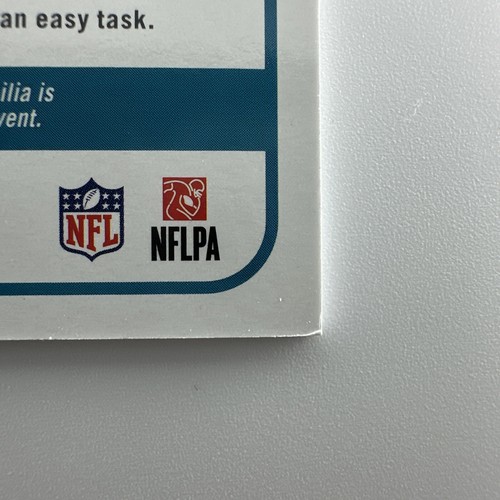 an easy task.
ilia is
vent.
NFL
NFLPA